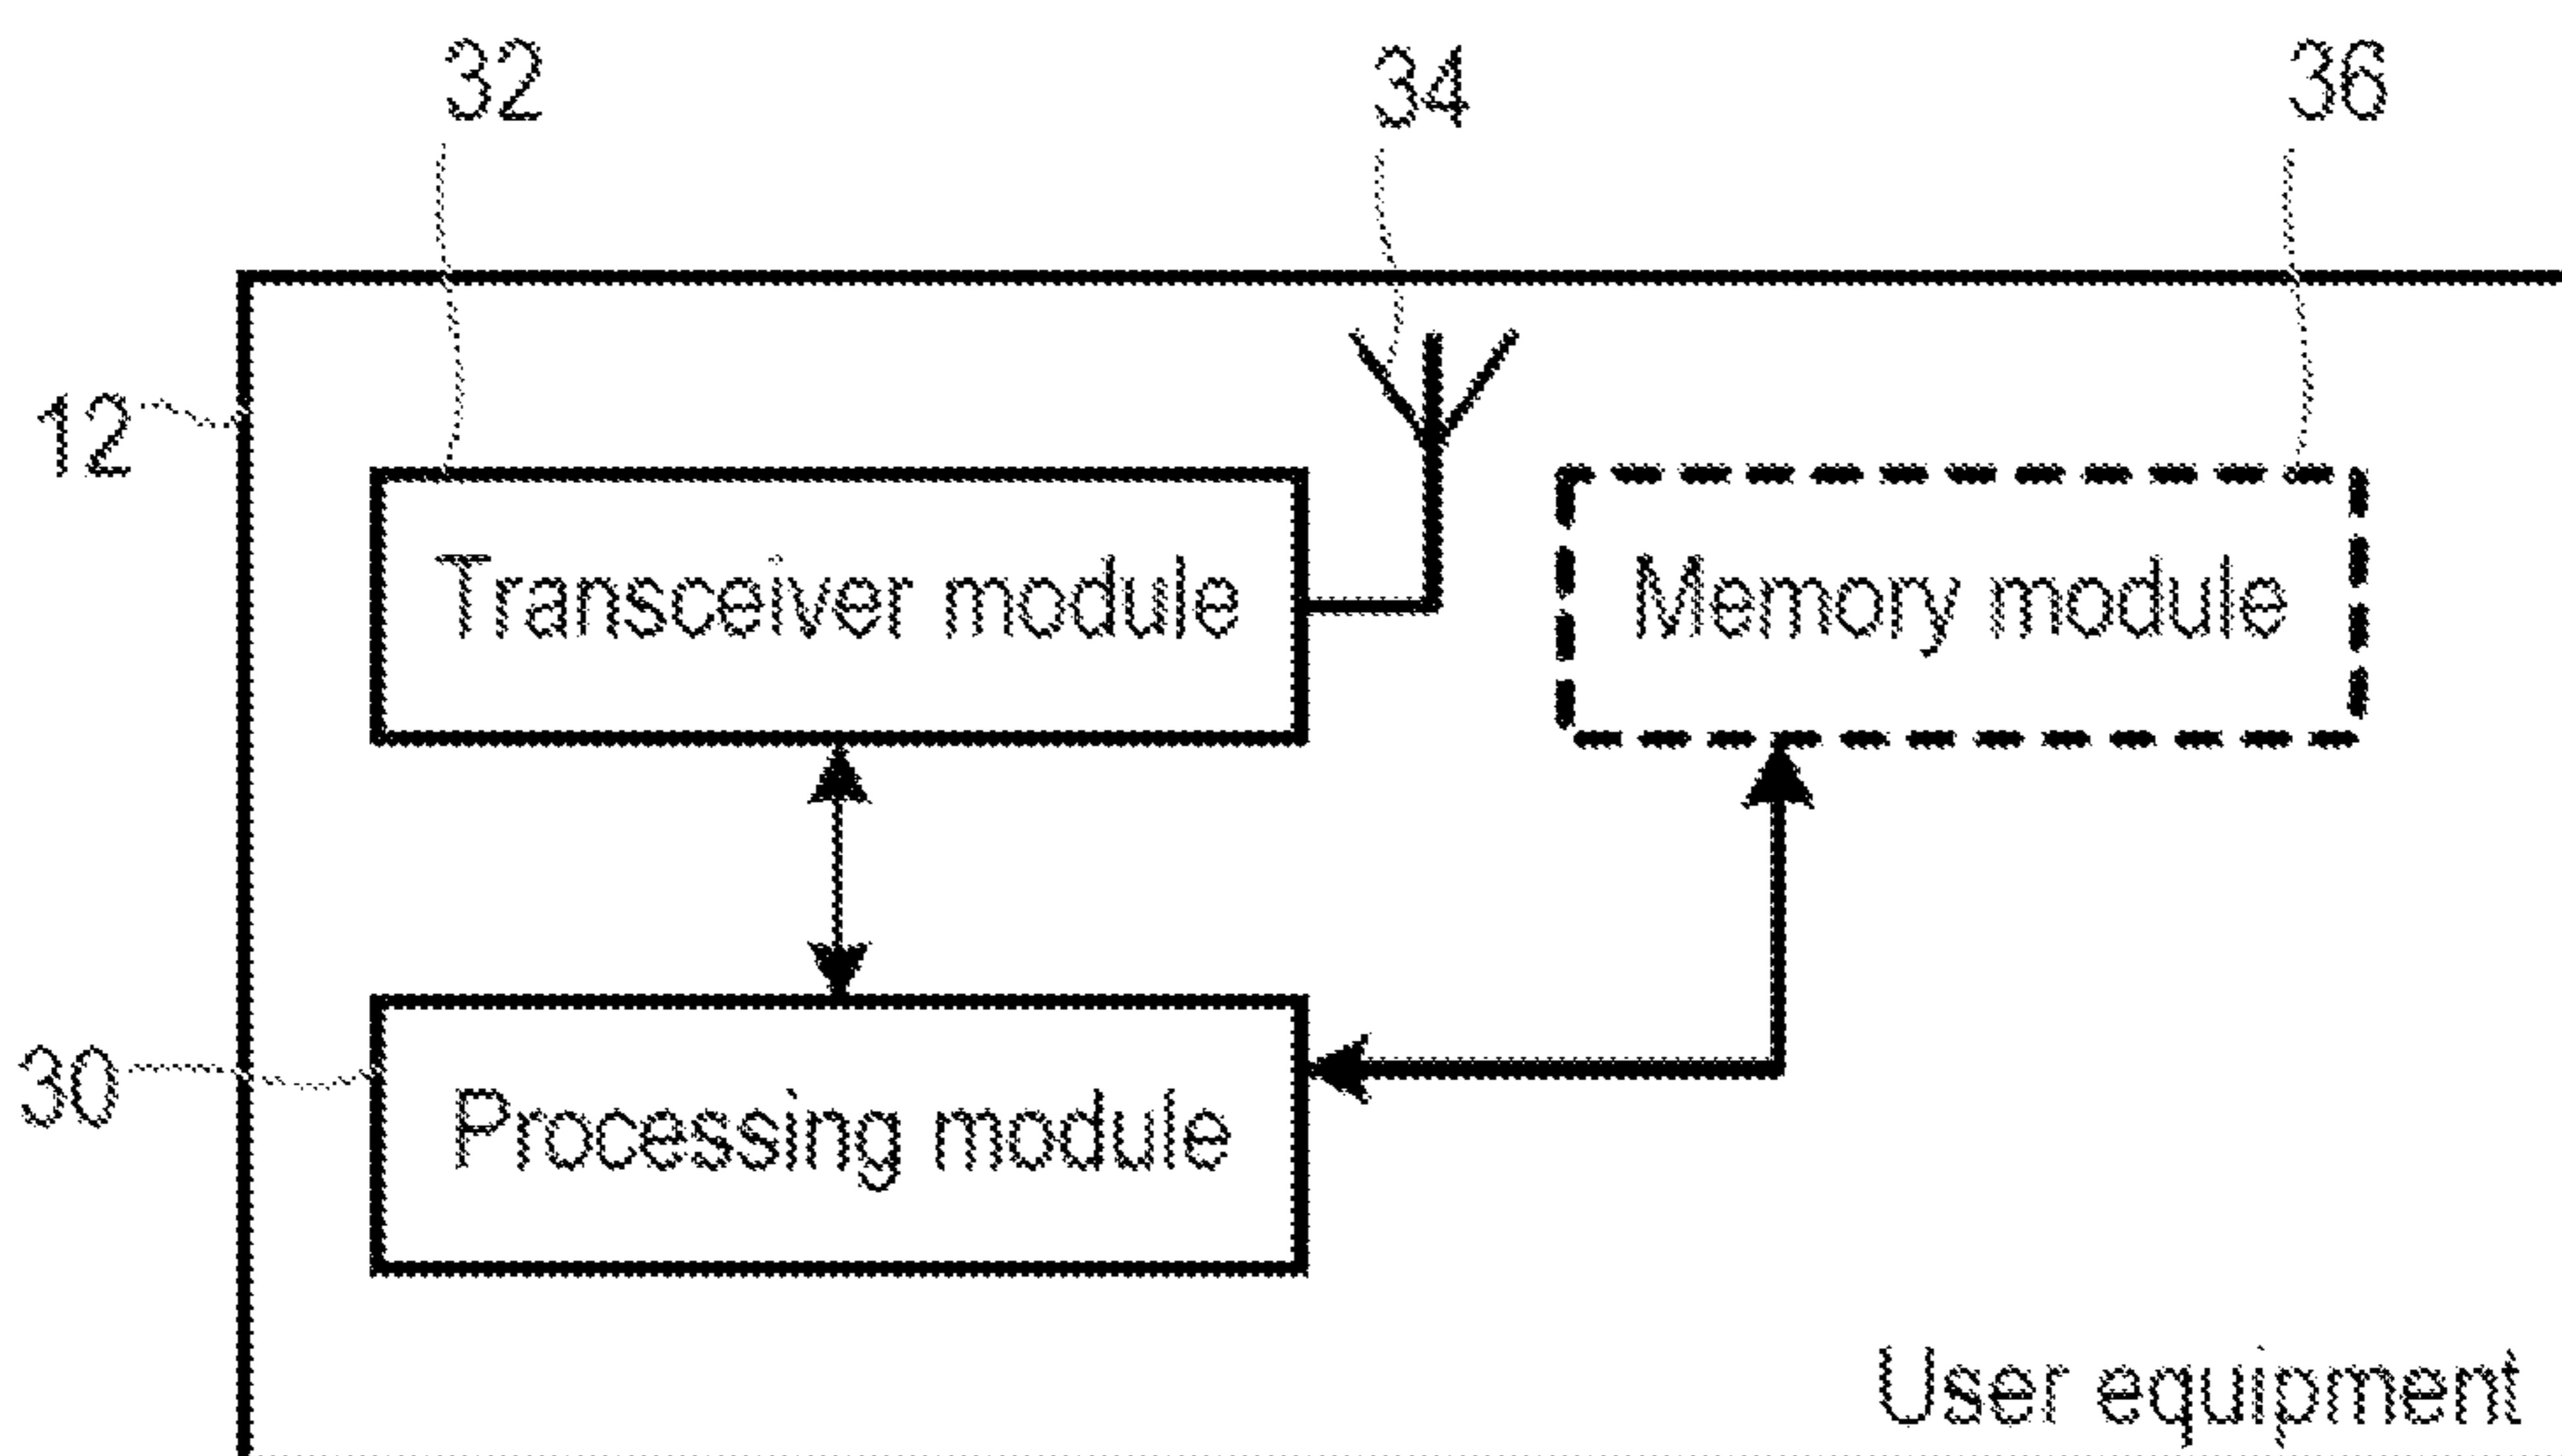 32 34 36
12
Transceiver module Memory module
30
Processing module
User equipment